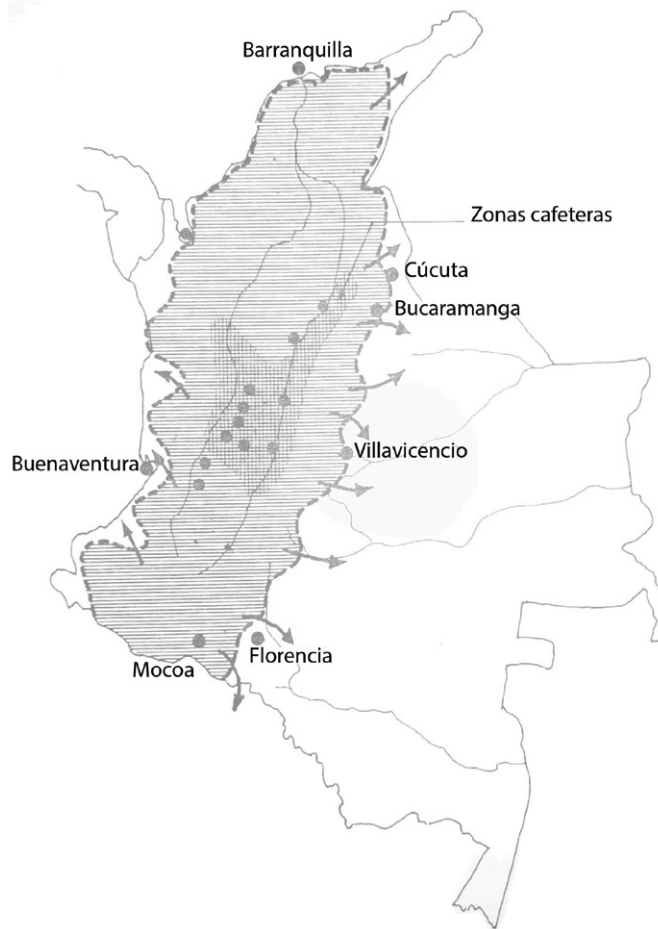 Barranquilla
Zonas cafeteras
Cúcuta
Bucaramanga
Buenaventura
Villavicencio
Mocoa
Florencia